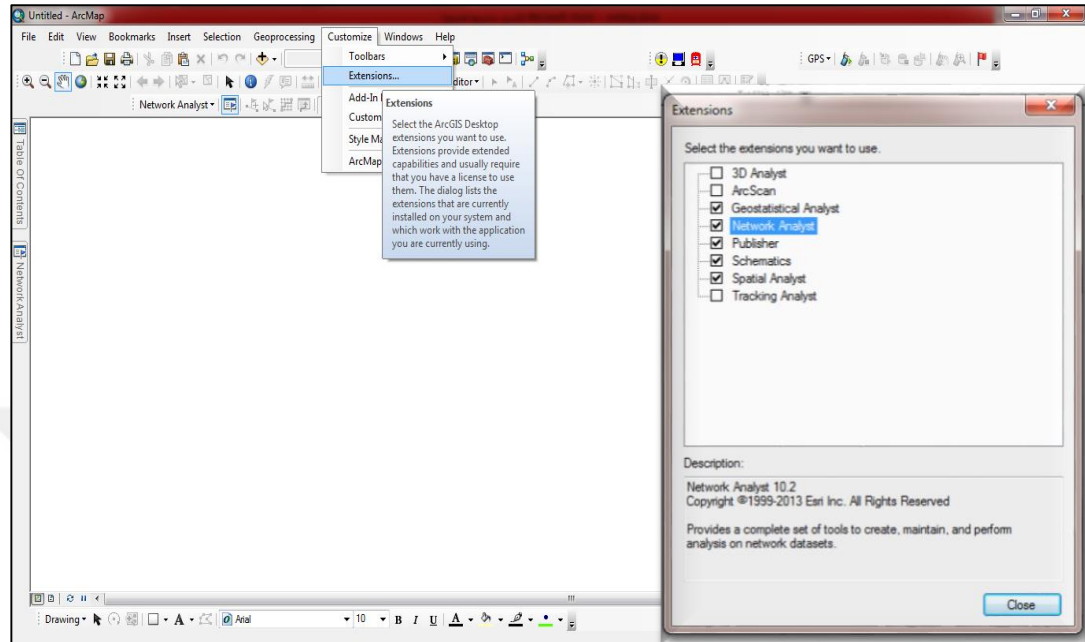 Untitled - ArcMap
File Edit View Bookmarks Insert Selection Geoprocessing Customize Windows Help
Toolbars
GPS
Extensions...
ditor
Network Analyst
Add-In
Custom
Style Ma
ArcMap
Extensions
Select the ArcGIS Desktop
extensions you want to use.
Extensions provide extended
capabilities and usually require
that you have a license to use
them. The dialog lists the
extensions that are currently
installed on your system and
which work with the application
you are currently using.
Table Of Contents
Network Analyst
Extensions
Select the extensions you want to use.
3D Analyst
ArcScan
Geostatistical Analyst
Network Analyst
Publisher
Schematics
Spatial Analyst
Tracking Analyst
Description:
Network Analyst 10.2
Copyright ©1999-2013 Esri Inc. All Rights Reserved
Provides a complete set of tools to create, maintain, and perform
analysis on network datasets.
Close
Drawing A Arial 10 B I U A